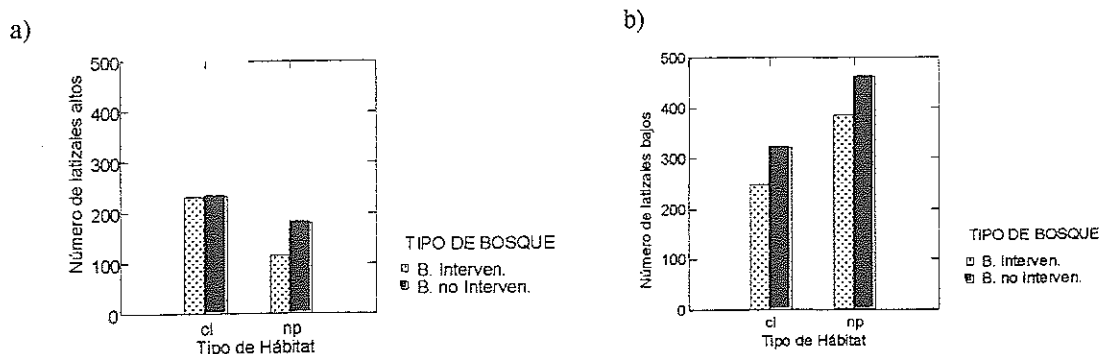 a)
Número de latizales altos
500
400
300
200
100
0
cl
np
Tipo de Hábitat
TIPO DE BOSQUE
B. Interven.
B. no Interven.
b)
Número de latizales bajos
500
400
300
200
100
0
cl
np
Tipo de Hábitat
TIPO DE BOSQUE
B. Interven.
B. no Interven.